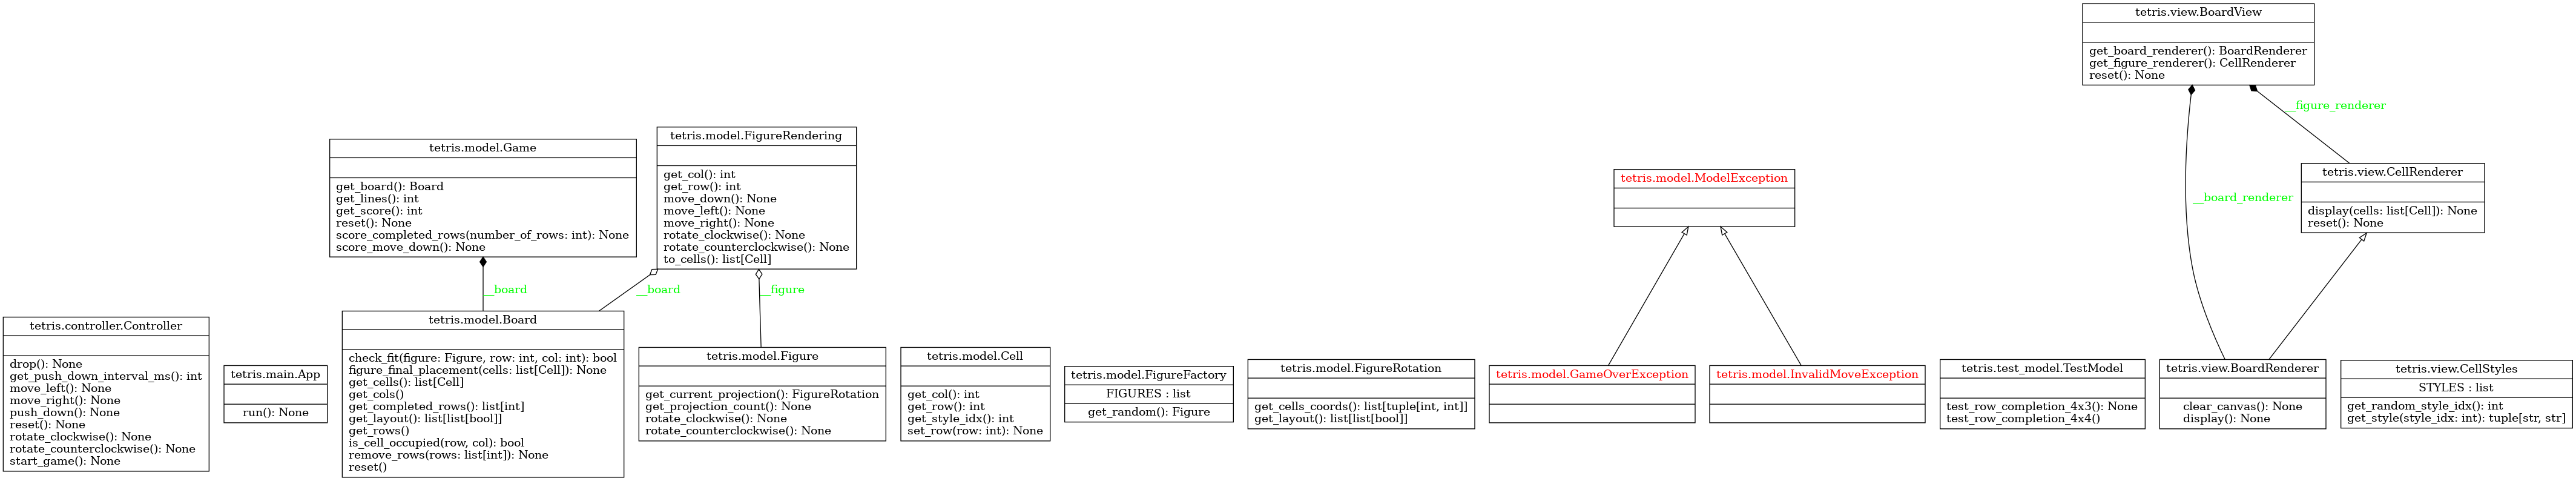 tetris.view.BoardView
get_board_renderer(): BoardRenderer
get_figure_renderer(): CellRenderer
reset(): None
__figure_renderer
tetris.model.Game
get_board(): Board
get_lines(): int
get_score(): int
reset(): None
score_completed_rows(number_of_rows: int): None
score_move_down(): None
tetris.model.FigureRendering
get_col(): int
get_row(): int
move_down(): None
move_left(): None
move_right(): None
rotate_clockwise(): None
rotate_counterclockwise(): None
to_cells(): list[Cell]
tetris.model.ModelException
tetris.view.CellRenderer
display(cells: list[Cell]): None
reset(): None
__board_renderer
__board
__board
__figure
tetris.controller.Controller
drop(): None
get_push_down_interval_ms(): int
move_left(): None
move_right(): None
push_down(): None
reset(): None
rotate_clockwise(): None
rotate_counterclockwise(): None
start_game(): None
tetris.main.App
run(): None
tetris.model.Board
check_fit(figure: Figure, row: int, col: int): bool
figure_final_placement(cells: list[Cell]): None
get_cells(): list[Cell]
get_cols()
get_completed_rows(): list[int]
get_layout(): list[list[bool]]
get_rows()
is_cell_occupied(row, col): bool
remove_rows(rows: list[int]): None
reset()
tetris.model.Figure
get_current_projection(): FigureRotation
get_projection_count(): None
rotate_clockwise(): None
rotate_counterclockwise(): None
tetris.model.Cell
get_col(): int
get_row(): int
get_style_idx(): int
set_row(row: int): None
tetris.model.FigureFactory
FIGURES : list
get_random(): Figure
tetris.model.FigureRotation
get_cells_coords(): list[tuple[int, int]]
get_layout(): list[list[bool]]
tetris.model.GameOverException
tetris.model.InvalidMoveException
tetris.test_model.TestModel
test_row_completion_4x3(): None
test_row_completion_4x4()
tetris.view.BoardRenderer
clear_canvas(): None
display(): None
tetris.view.CellStyles
STYLES : list
get_random_style_idx(): int
get_style(style_idx: int): tuple[str, str]